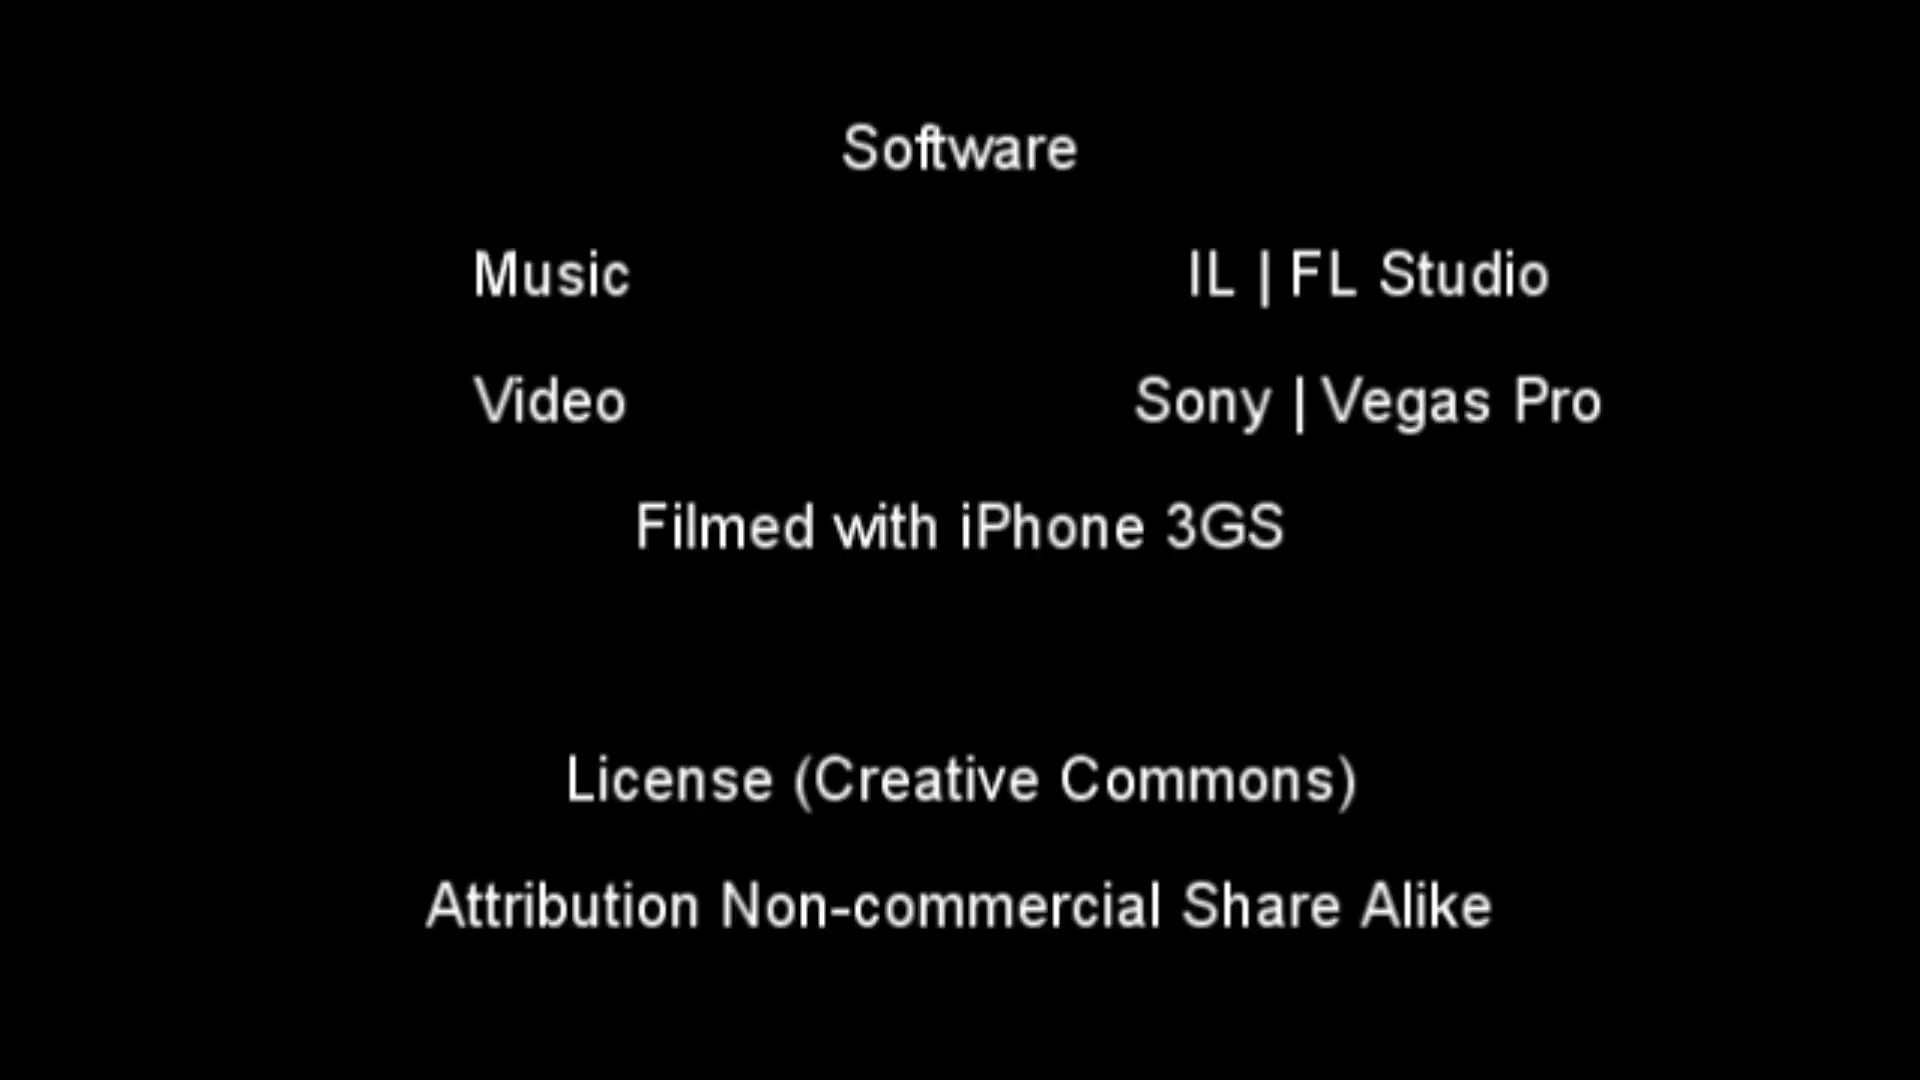 Software
Music IL | FL Studio
Video Sony | Vegas Pro
Filmed with iPhone 3GS
License (Creative Commons)
Attribution Non-commercial Share Alike